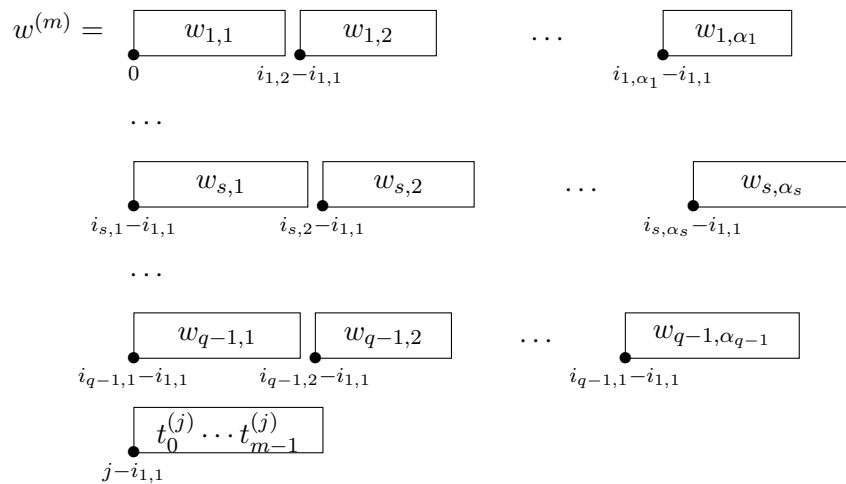 w^{(m)} = w_{1,1} w_{1,2} … w_{1,α_1}
0 i_{1,2}−i_{1,1} i_{1,α_1}−i_{1,1}
…
w_{s,1} w_{s,2} … w_{s,α_s}
i_{s,1}−i_{1,1} i_{s,2}−i_{1,1} i_{s,α_s}−i_{1,1}
…
w_{q−1,1} w_{q−1,2} … w_{q−1,α_{q−1}}
i_{q−1,1}−i_{1,1} i_{q−1,2}−i_{1,1} i_{q−1,1}−i_{1,1}
t_0^{(j)} ⋯ t_{m−1}^{(j)}
j−i_{1,1}